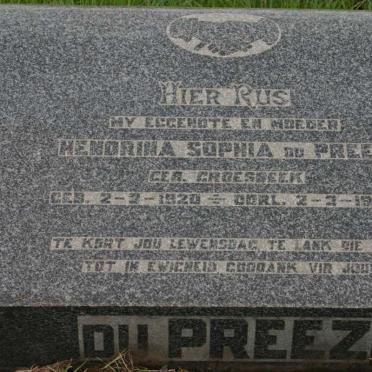 HIER RUS
MY EGGENOTE EN MOEDER
HENDRINA SOPHIA DU PREE
GEB. GROESBEEK
GEB. 2-2-1920 OORL. 2-3-19
TE KORT JOU LEWENSDAG TE LANK DIE
TOT IN EWIGHEID GODDANK VIR JOU
DU PREEZ